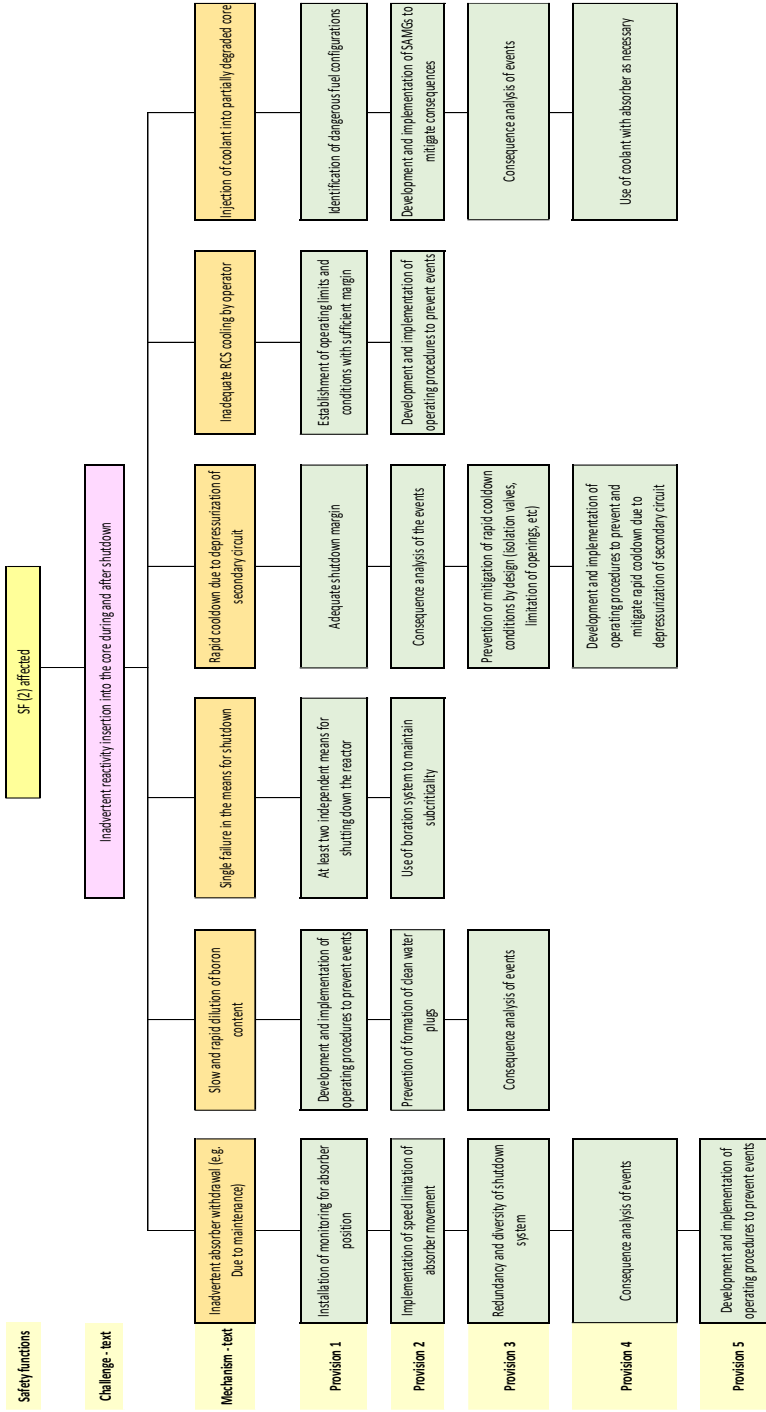 Safety functions
SF (2) affected
Challenge - text
Inadvertent reactivity insertion into the core during and after shutdown
Mechanism - text
Inadvertent absorber withdrawal (e.g.
Due to maintenance)
Slow and rapid dilution of boron
content
Single failure in the means for shutdown
Rapid cooldown due to depressurization of
secondary circuit
Inadequate RCS cooling by operator
Injection of coolant into partially degraded core
Provision 1
Installation of monitoring for absorber
position
Development and implementation of
operating procedures to prevent events
At least two independent means for
shutting down the reactor
Adequate shutdown margin
Establishment of operating limits and
conditions with sufficient margin
Identification of dangerous fuel configurations
Provision 2
Implementation of speed limitation of
absorber movement
Prevention of formation of clean water
plugs
Use of boration system to maintain
subcriticality
Consequence analysis of the events
Development and implementation of
operating procedures to prevent events
Development and implementation of SAMGs to
mitigate consequences
Provision 3
Redundancy and diversity of shutdown
system
Consequence analysis of events
Prevention or mitigation of rapid cooldown
conditions by design (isolation valves,
limitation of openings, etc)
Consequence analysis of events
Provision 4
Consequence analysis of events
Development and implementation of
operating procedures to prevent and
mitigate rapid cooldown due to
depressurization of secondary circuit
Use of coolant with absorber as necessary
Provision 5
Development and implementation of
operating procedures to prevent events